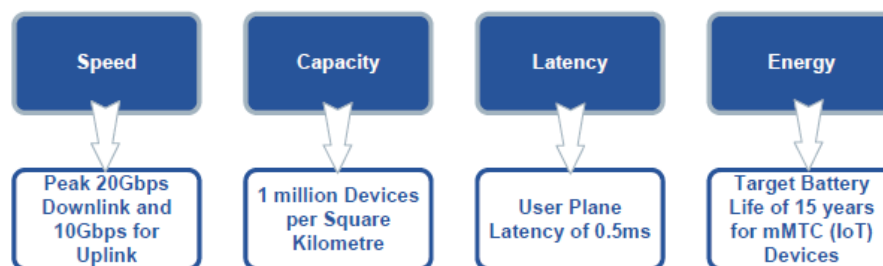 Speed
Capacity
Latency
Energy
Peak 20Gbps
Downlink and
10Gbps for
Uplink
1 million Devices
per Square
Kilometre
User Plane
Latency of 0.5ms
Target Battery
Life of 15 years
for mMTC (IoT)
Devices